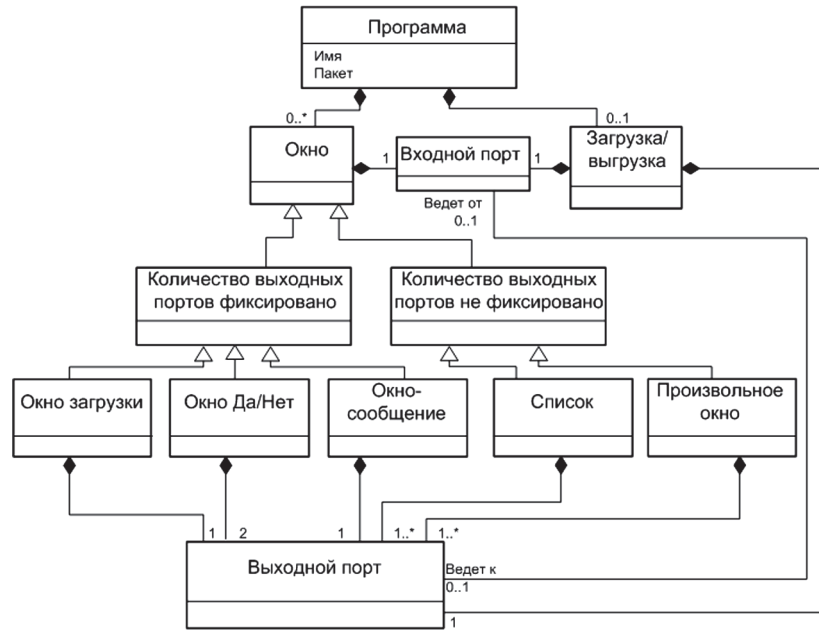 Программа
Имя
Пакет
0..*
0..1
Окно
1
Входной порт
1
Загрузка/
выгрузка
Ведет от
0..1
Количество выходных
портов фиксировано
Количество выходных
портов не фиксировано
Окно загрузки
Окно Да/Нет
Окно-
сообщение
Список
Произвольное
окно
1
2
1
1..*
1..*
Выходной порт
Ведет к
0..1
1